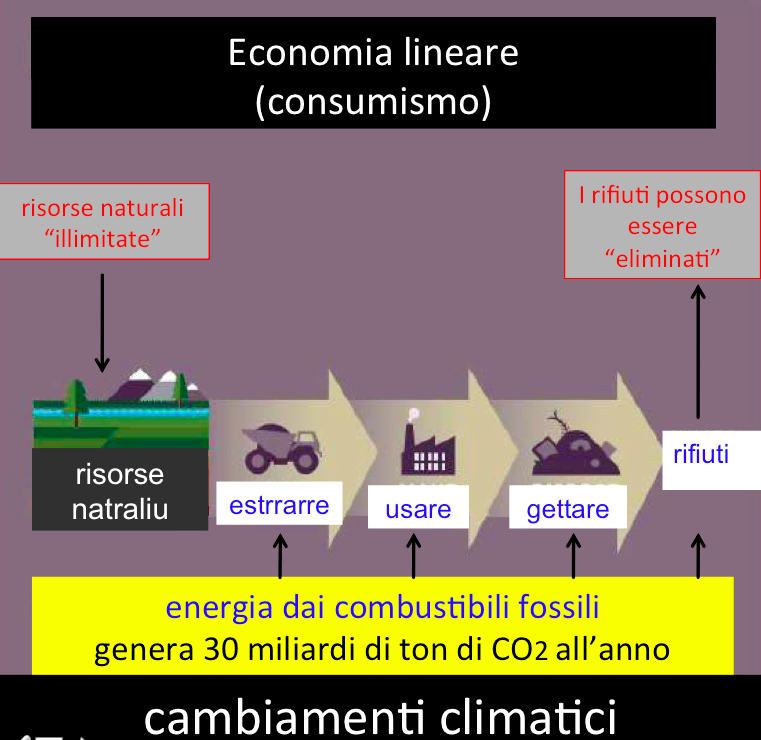 Economia lineare
(consumismo)
risorse naturali
“illimitate”
I rifiuti possono
essere
“eliminati”
risorse
natraliu
estrrarre
usare
gettare
rifiuti
energia dai combustibili fossili
genera 30 miliardi di ton di CO2 all’anno
cambiamenti climatici